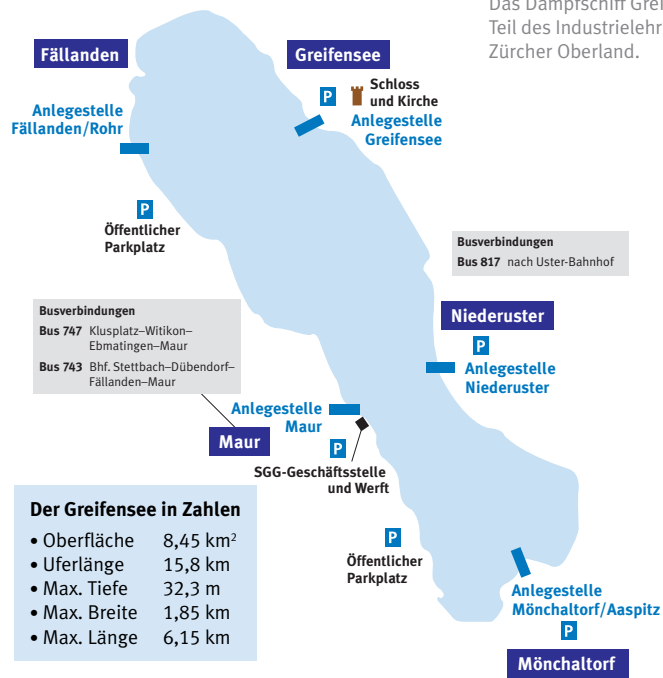 Das Dampfschiff Grei
Teil des Industrielehr
Zürcher Oberland.
Fällanden
Greifensee
P
Schloss
und Kirche
Anlegestelle
Fällanden/Rohr
Anlegestelle
Greifensee
P
Öffentlicher
Parkplatz
Busverbindungen
Bus 817 nach Uster-Bahnhof
Busverbindungen
Bus 747 Klusplatz–Witikon–
Ebmatingen–Maur
Bus 743 Bhf. Stettbach–Dübendorf–
Fällanden–Maur
Niederuster
P
Anlegestelle
Niederuster
Anlegestelle
Maur
Maur
P
SGG-Geschäftsstelle
und Werft
Der Greifensee in Zahlen
• Oberfläche 8,45 km²
• Uferlänge 15,8 km
• Max. Tiefe 32,3 m
• Max. Breite 1,85 km
• Max. Länge 6,15 km
P
Öffentlicher
Parkplatz
Anlegestelle
Mönchaltorf/Aaspitz
P
Mönchaltorf